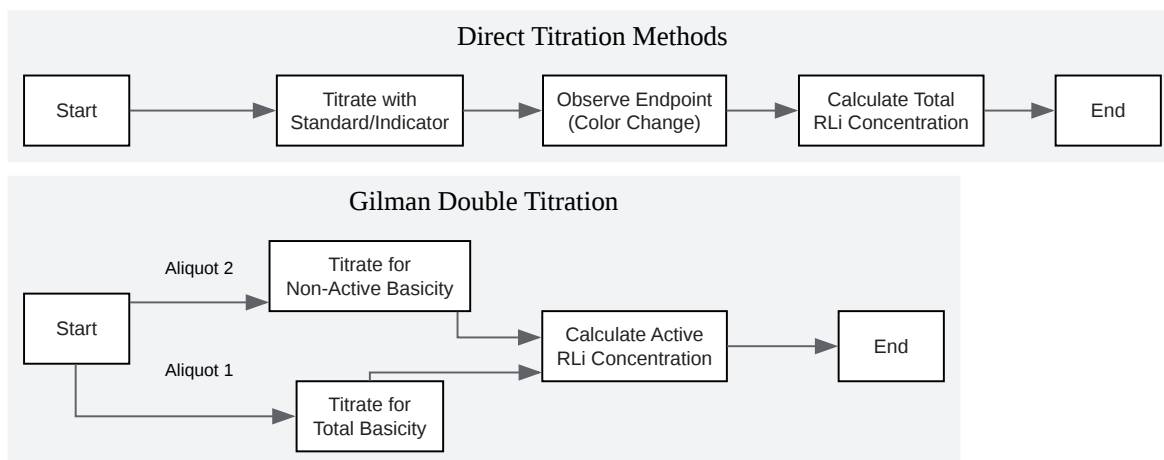 Direct Titration Methods
Start
Titrate with
Standard/Indicator
Observe Endpoint
(Color Change)
Calculate Total
RLi Concentration
End
Gilman Double Titration
Start
Aliquot 2
Titrate for
Non-Active Basicity
Aliquot 1
Titrate for
Total Basicity
Calculate Active
RLi Concentration
End